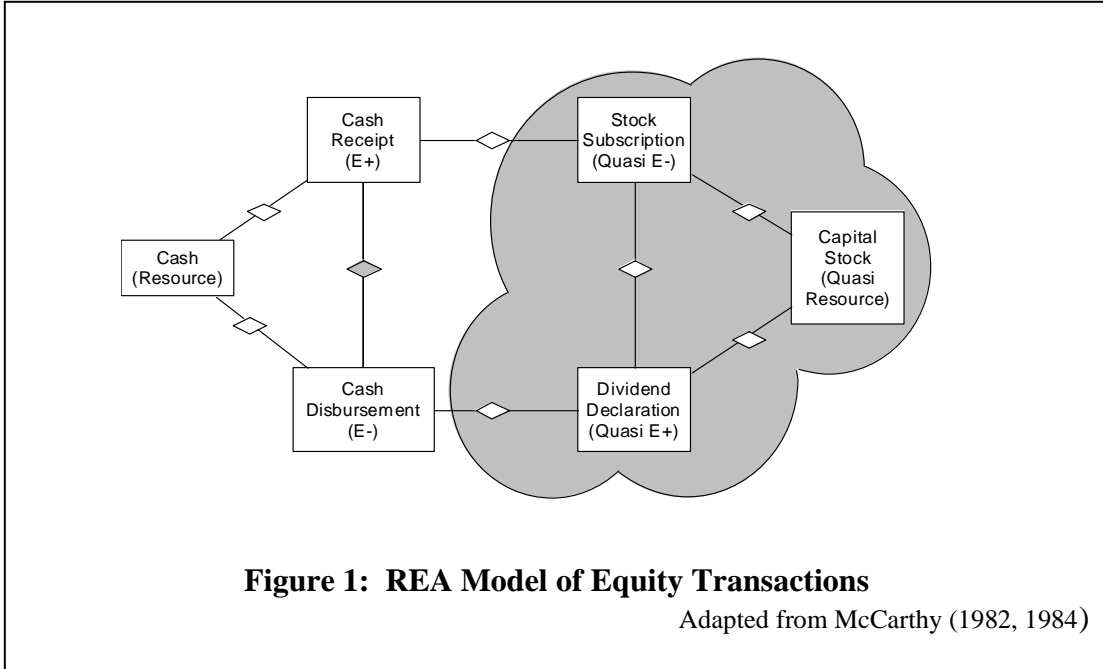 Cash
Receipt
(E+)
Stock
Subscription
(Quasi E-)
Cash
(Resource)
Capital
Stock
(Quasi
Resource)
Cash
Disbursement
(E-)
Dividend
Declaration
(Quasi E+)
Figure 1:  REA Model of Equity Transactions
Adapted from McCarthy (1982, 1984)